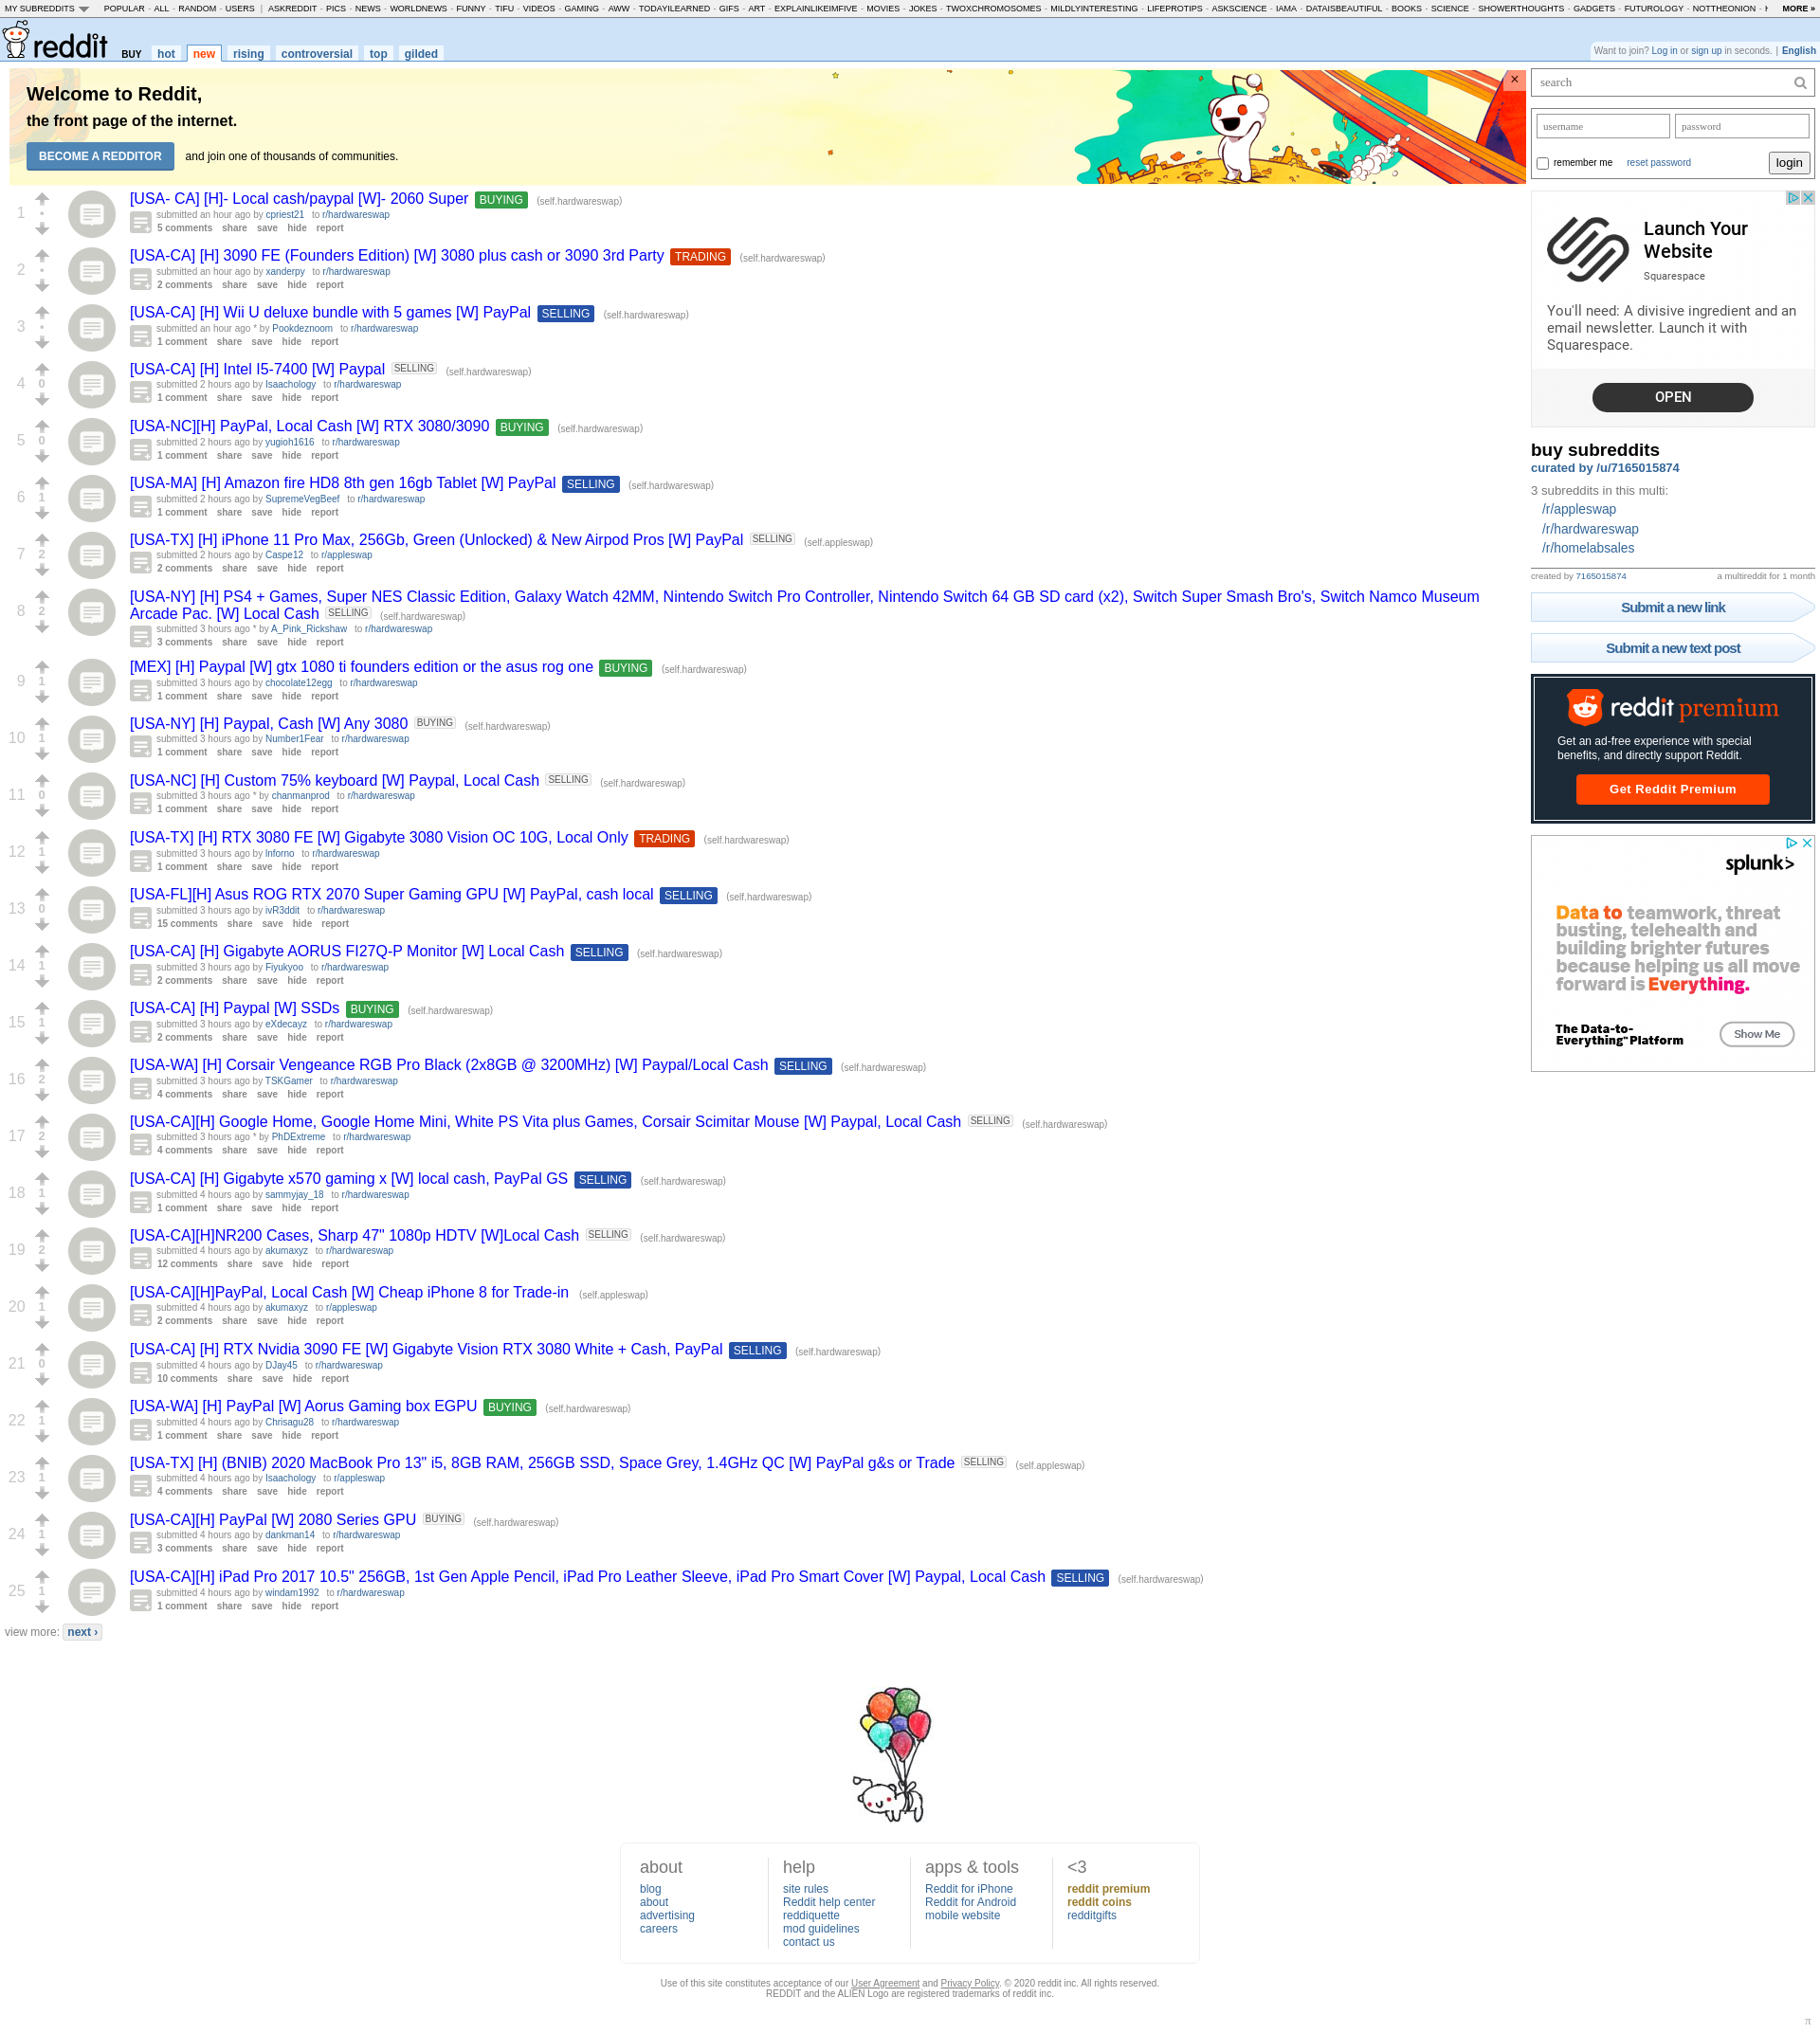 MY SUBREDDITS POPULAR - ALL - RANDOM - USERS | ASKREDDIT - PICS - NEWS - WORLDNEWS - FUNNY - TIFU - VIDEOS - GAMING - AWW - TODAYILEARNED - GIFS - ART - EXPLAINLIKEIMFIVE - MOVIES - JOKES - TWOXCHROMOSOMES - MILDLYINTERESTING - LIFEPROTIPS - ASKSCIENCE - IAMA - DATAISBEAUTIFUL - BOOKS - SCIENCE - SHOWERTHOUGHTS - GADGETS - FUTUROLOGY - NOTTHEONION - MORE »
reddit BUY hot new rising controversial top gilded
Want to join? Log in or sign up in seconds. | English
Welcome to Reddit,
the front page of the internet.
BECOME A REDDITOR and join one of thousands of communities.
×
1
[USA- CA] [H]- Local cash/paypal [W]- 2060 Super BUYING (self.hardwareswap)
submitted an hour ago by cpriest21 to r/hardwareswap
5 comments share save hide report
2
[USA-CA] [H] 3090 FE (Founders Edition) [W] 3080 plus cash or 3090 3rd Party TRADING (self.hardwareswap)
submitted an hour ago by xanderpy to r/hardwareswap
2 comments share save hide report
3
[USA-CA] [H] Wii U deluxe bundle with 5 games [W] PayPal SELLING (self.hardwareswap)
submitted an hour ago * by Pookdeznoom to r/hardwareswap
1 comment share save hide report
4 0
[USA-CA] [H] Intel I5-7400 [W] Paypal SELLING (self.hardwareswap)
submitted 2 hours ago by Isaachology to r/hardwareswap
1 comment share save hide report
5 0
[USA-NC][H] PayPal, Local Cash [W] RTX 3080/3090 BUYING (self.hardwareswap)
submitted 2 hours ago by yugioh1616 to r/hardwareswap
1 comment share save hide report
6 1
[USA-MA] [H] Amazon fire HD8 8th gen 16gb Tablet [W] PayPal SELLING (self.hardwareswap)
submitted 2 hours ago by SupremeVegBeef to r/hardwareswap
1 comment share save hide report
7 2
[USA-TX] [H] iPhone 11 Pro Max, 256Gb, Green (Unlocked) & New Airpod Pros [W] PayPal SELLING (self.appleswap)
submitted 2 hours ago by Caspe12 to r/appleswap
2 comments share save hide report
8 2
[USA-NY] [H] PS4 + Games, Super NES Classic Edition, Galaxy Watch 42MM, Nintendo Switch Pro Controller, Nintendo Switch 64 GB SD card (x2), Switch Super Smash Bro's, Switch Namco Museum
Arcade Pac. [W] Local Cash SELLING (self.hardwareswap)
submitted 3 hours ago * by A_Pink_Rickshaw to r/hardwareswap
3 comments share save hide report
9 1
[MEX] [H] Paypal [W] gtx 1080 ti founders edition or the asus rog one BUYING (self.hardwareswap)
submitted 3 hours ago by chocolate12egg to r/hardwareswap
1 comment share save hide report
10 1
[USA-NY] [H] Paypal, Cash [W] Any 3080 BUYING (self.hardwareswap)
submitted 3 hours ago by Number1Fear to r/hardwareswap
1 comment share save hide report
11 0
[USA-NC] [H] Custom 75% keyboard [W] Paypal, Local Cash SELLING (self.hardwareswap)
submitted 3 hours ago * by chanmanprod to r/hardwareswap
1 comment share save hide report
12 1
[USA-TX] [H] RTX 3080 FE [W] Gigabyte 3080 Vision OC 10G, Local Only TRADING (self.hardwareswap)
submitted 3 hours ago by Inforno to r/hardwareswap
1 comment share save hide report
13 0
[USA-FL][H] Asus ROG RTX 2070 Super Gaming GPU [W] PayPal, cash local SELLING (self.hardwareswap)
submitted 3 hours ago by ivR3ddit to r/hardwareswap
15 comments share save hide report
14 1
[USA-CA] [H] Gigabyte AORUS FI27Q-P Monitor [W] Local Cash SELLING (self.hardwareswap)
submitted 3 hours ago by Fiyukyoo to r/hardwareswap
2 comments share save hide report
15 1
[USA-CA] [H] Paypal [W] SSDs BUYING (self.hardwareswap)
submitted 3 hours ago by eXdecayz to r/hardwareswap
2 comments share save hide report
16 2
[USA-WA] [H] Corsair Vengeance RGB Pro Black (2x8GB @ 3200MHz) [W] Paypal/Local Cash SELLING (self.hardwareswap)
submitted 3 hours ago by TSKGamer to r/hardwareswap
4 comments share save hide report
17 2
[USA-CA][H] Google Home, Google Home Mini, White PS Vita plus Games, Corsair Scimitar Mouse [W] Paypal, Local Cash SELLING (self.hardwareswap)
submitted 3 hours ago * by PhDExtreme to r/hardwareswap
4 comments share save hide report
18 1
[USA-CA] [H] Gigabyte x570 gaming x [W] local cash, PayPal GS SELLING (self.hardwareswap)
submitted 4 hours ago by sammyjay_18 to r/hardwareswap
1 comment share save hide report
19 2
[USA-CA][H]NR200 Cases, Sharp 47" 1080p HDTV [W]Local Cash SELLING (self.hardwareswap)
submitted 4 hours ago by akumaxyz to r/hardwareswap
12 comments share save hide report
20 1
[USA-CA][H]PayPal, Local Cash [W] Cheap iPhone 8 for Trade-in (self.appleswap)
submitted 4 hours ago by akumaxyz to r/appleswap
2 comments share save hide report
21 0
[USA-CA] [H] RTX Nvidia 3090 FE [W] Gigabyte Vision RTX 3080 White + Cash, PayPal SELLING (self.hardwareswap)
submitted 4 hours ago by DJay45 to r/hardwareswap
10 comments share save hide report
22 1
[USA-WA] [H] PayPal [W] Aorus Gaming box EGPU BUYING (self.hardwareswap)
submitted 4 hours ago by Chrisagu28 to r/hardwareswap
1 comment share save hide report
23 1
[USA-TX] [H] (BNIB) 2020 MacBook Pro 13" i5, 8GB RAM, 256GB SSD, Space Grey, 1.4GHz QC [W] PayPal g&s or Trade SELLING (self.appleswap)
submitted 4 hours ago by Isaachology to r/appleswap
4 comments share save hide report
24 1
[USA-CA][H] PayPal [W] 2080 Series GPU BUYING (self.hardwareswap)
submitted 4 hours ago by dankman14 to r/hardwareswap
3 comments share save hide report
25 1
[USA-CA][H] iPad Pro 2017 10.5" 256GB, 1st Gen Apple Pencil, iPad Pro Leather Sleeve, iPad Pro Smart Cover [W] Paypal, Local Cash SELLING (self.hardwareswap)
submitted 4 hours ago by windam1992 to r/hardwareswap
1 comment share save hide report
view more: next ›
search
username password
remember me reset password login
Launch Your
Website
Squarespace
You'll need: A divisive ingredient and an
email newsletter. Launch it with
Squarespace.
OPEN
buy subreddits
curated by /u/7165015874
3 subreddits in this multi:
/r/appleswap
/r/hardwareswap
/r/homelabsales
created by 7165015874 a multireddit for 1 month
Submit a new link
Submit a new text post
reddit premium
Get an ad-free experience with special
benefits, and directly support Reddit.
Get Reddit Premium
splunk>
Data to teamwork, threat
busting, telehealth and
building brighter futures
because helping us all move
forward is Everything.
The Data-to-
Everything™ Platform
Show Me
about
blog
about
advertising
careers
help
site rules
Reddit help center
reddiquette
mod guidelines
contact us
apps & tools
Reddit for iPhone
Reddit for Android
mobile website
<3
reddit premium
reddit coins
redditgifts
Use of this site constitutes acceptance of our User Agreement and Privacy Policy. © 2020 reddit inc. All rights reserved.
REDDIT and the ALIEN Logo are registered trademarks of reddit inc.
π